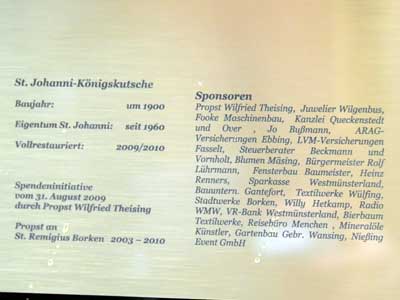 St. Johanni-Königskutsche
Baujahr: um 1900
Eigentum St. Johanni: seit 1960
Vollrestauriert: 2009/2010
Spendeninitiative
vom 31. August 2009
durch Propst Wilfried Theising
Propst an
St. Remigius Borken 2003 – 2010
Sponsoren
Propst Wilfried Theising, Juwelier Wilgenbus,
Fooke Maschinenbau, Kanzlei Queckenstedt
und Over , Jo Bußmann, ARAG-
Versicherungen Ebbing, LVM-Versicherungen
Fasselt, Steuerberater Beckmann und
Vornholt, Blumen Mäsing, Bürgermeister Rolf
Lührmann, Fensterbau Baumeister, Heinz
Renners, Sparkasse Westmünsterland,
Bauuntern. Gantefort, Textilwerke Wülfing,
Stadtwerke Borken, Willy Hetkamp, Radio
WMW, VR-Bank Westmünsterland, Bierbaum
Textilwerke, Reisebüro Menchen , Mineralöle
Künstler, Gartenbau Gebr. Wansing, Nießing
Event GmbH